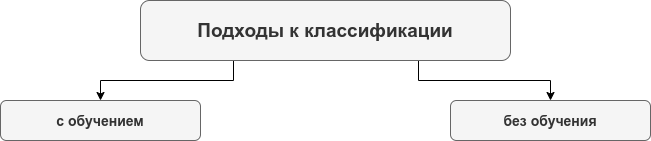 Подходы к классификации
с обучением
без обучения